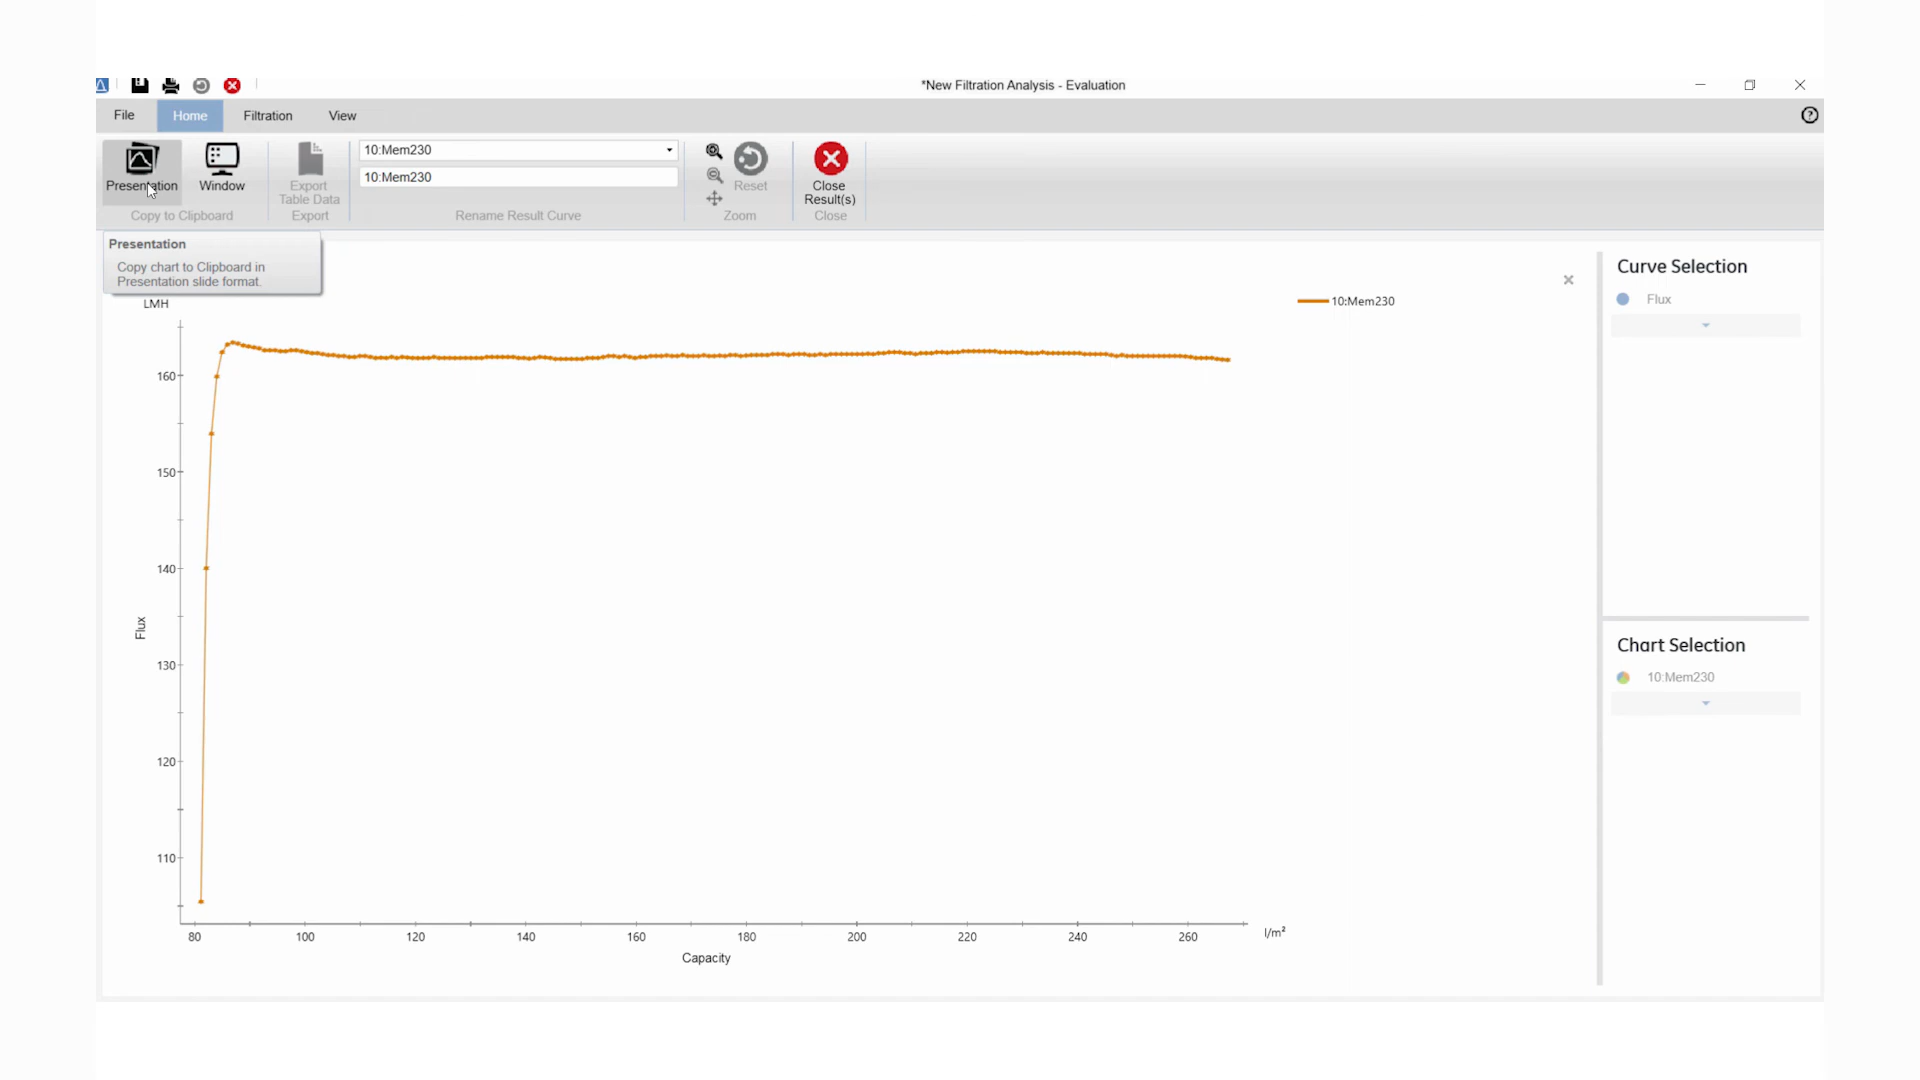 *New Filtration Analysis - Evaluation
File Home Filtration View
Presentation Window
Copy to Clipboard
Export
Table Data
Export
10:Mem230
10:Mem230
Rename Result Curve
Reset
Zoom
Close
Result(s)
Close
Presentation
Copy chart to Clipboard in
Presentation slide format.
LMH
10:Mem230
160
150
140
130
120
110
Flux
80 100 120 140 160 180 200 220 240 260
l/m²
Capacity
Curve Selection
Flux
Chart Selection
10:Mem230